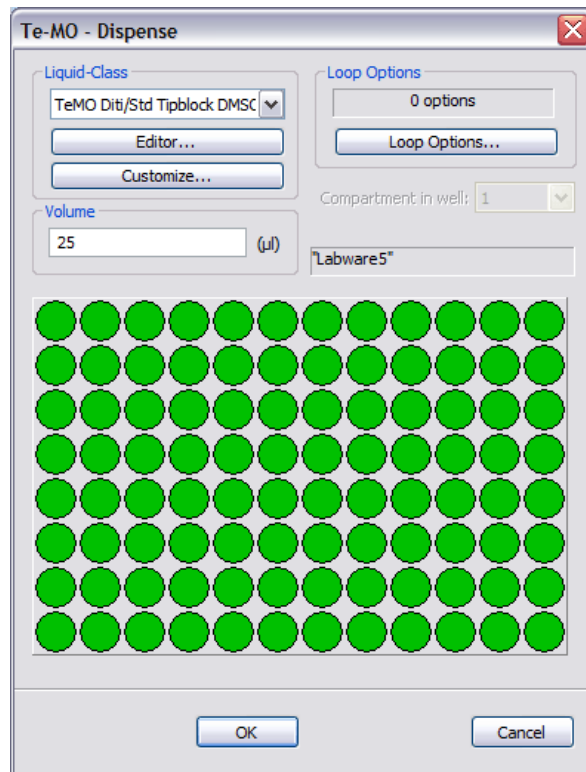 Te-MO - Dispense
Liquid-Class
TeMO Diti/Std Tipblock DMSC
Editor...
Customize...
Volume
25 (µl)
Loop Options
0 options
Loop Options...
Compartment in well: 1
"Labware5"
OK
Cancel